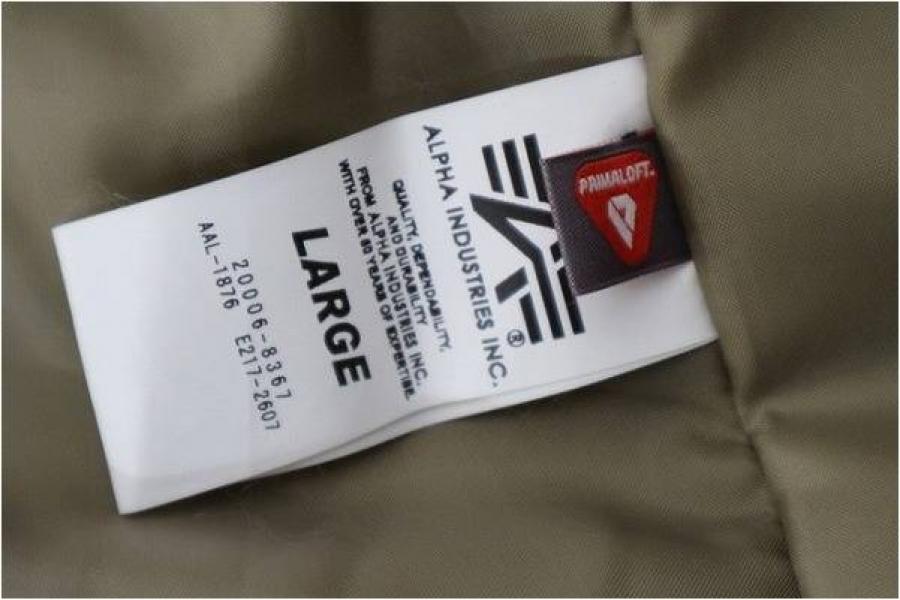 PRIMALOFT
®
ALPHA INDUSTRIES INC.
QUALITY, DEPENDABILITY,
AND DURABILITY
FROM ALPHA INDUSTRIES INC.
WITH OVER 50 YEARS OF EXPERTISE
LARGE
20006-8367
AAL-1876 E217-2607